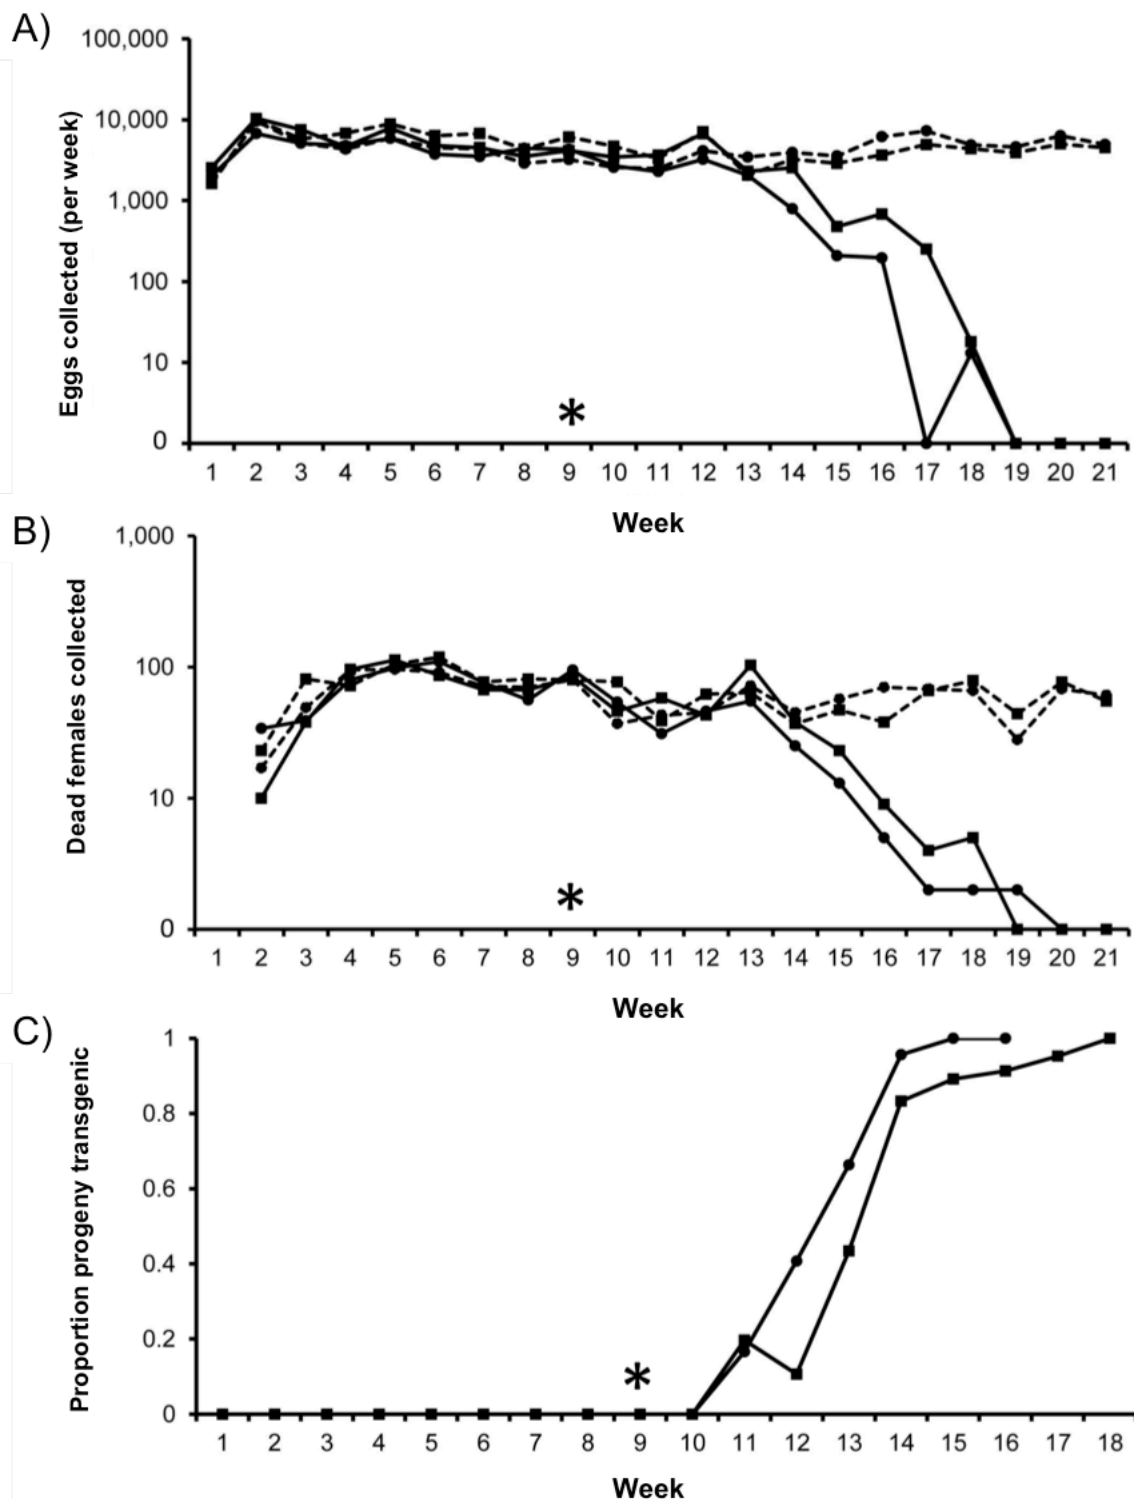 A)
Eggs collected (per week)
100,000
10,000
1,000
100
10
0
*
1 2 3 4 5 6 7 8 9 10 11 12 13 14 15 16 17 18 19 20 21
Week
B)
Dead females collected
1,000
100
10
0
*
1 2 3 4 5 6 7 8 9 10 11 12 13 14 15 16 17 18 19 20 21
Week
C)
Proportion progeny transgenic
1
0.8
0.6
0.4
0.2
0
*
1 2 3 4 5 6 7 8 9 10 11 12 13 14 15 16 17 18
Week